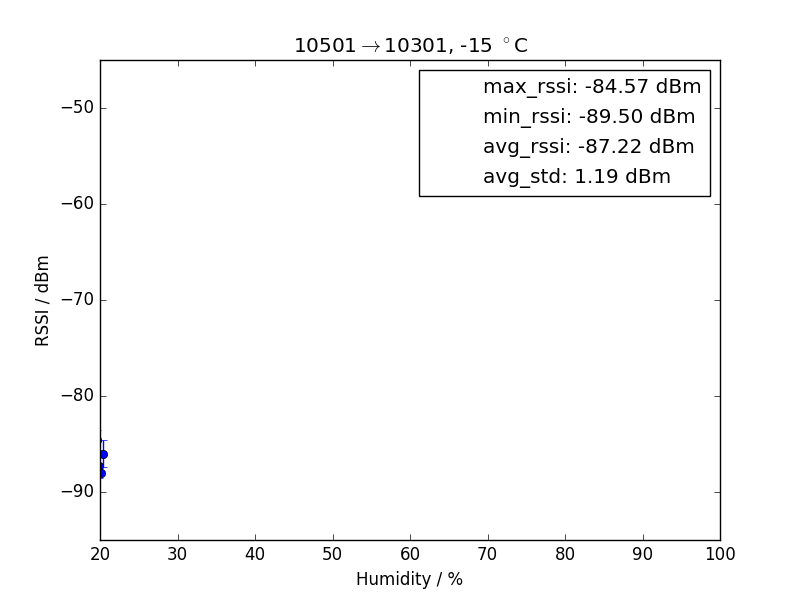 10501→10301, -15 °C
max_rssi: -84.57 dBm
min_rssi: -89.50 dBm
avg_rssi: -87.22 dBm
avg_std: 1.19 dBm
−50
−60
−70
−80
−90
RSSI / dBm
20 30 40 50 60 70 80 90 100
Humidity / %